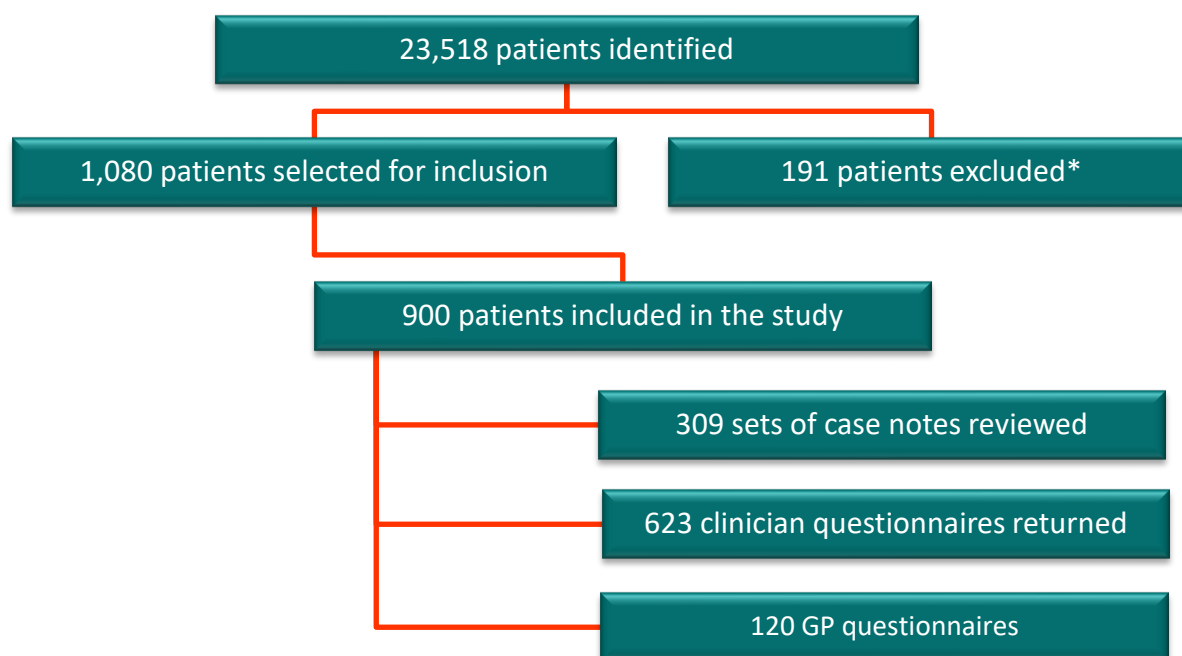 23,518 patients identified
1,080 patients selected for inclusion
191 patients excluded*
900 patients included in the study
309 sets of case notes reviewed
623 clinician questionnaires returned
120 GP questionnaires